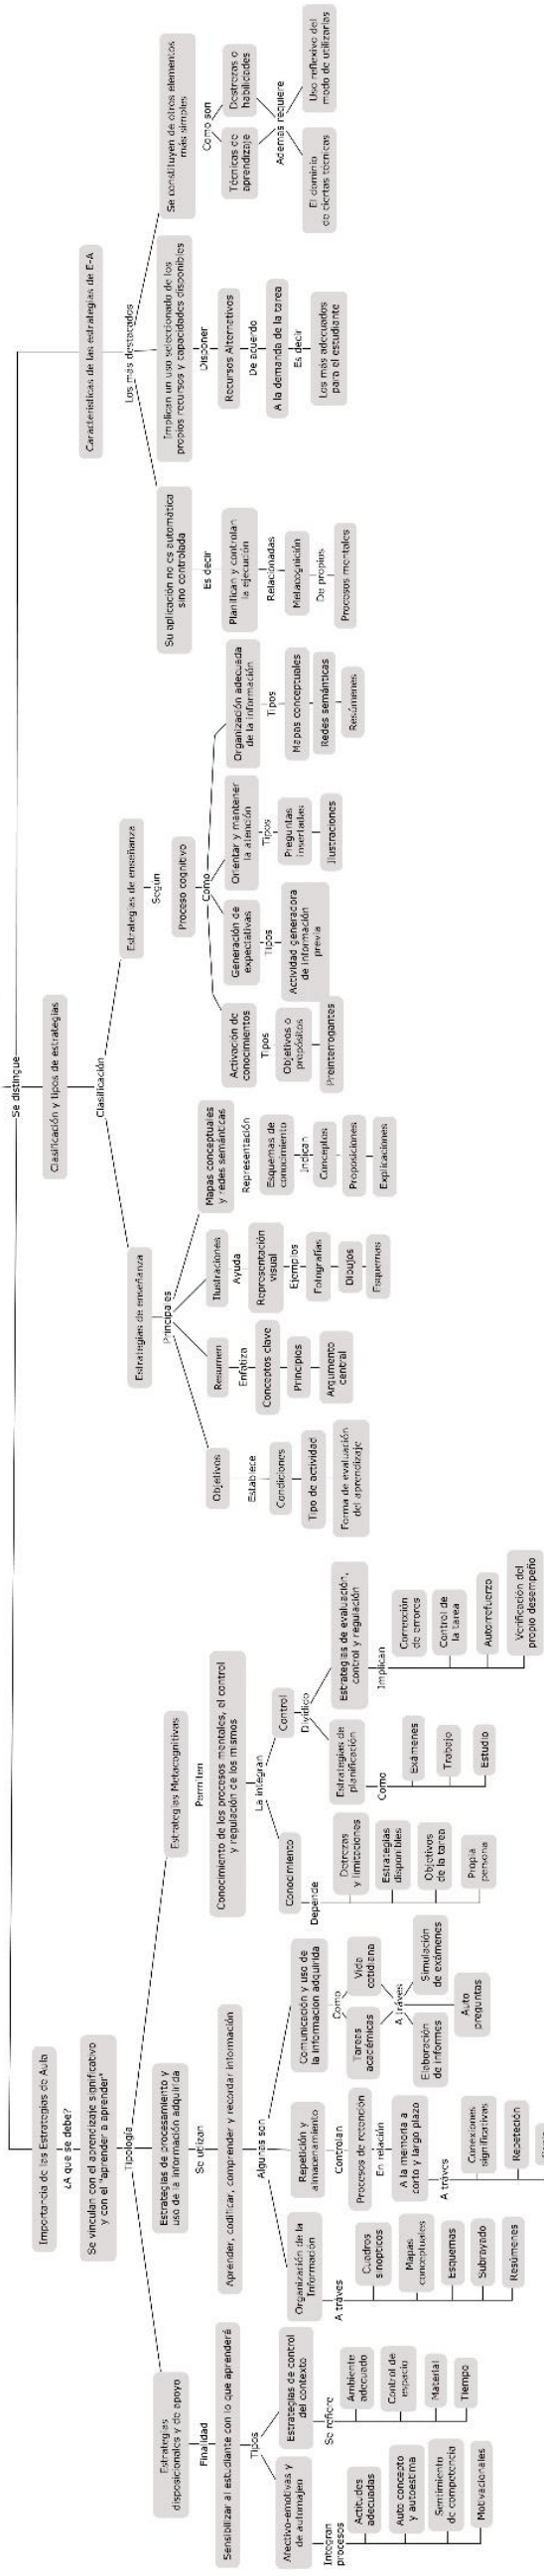 Se distingue
Importancia de las Estrategias de Aula
¿A que se debe?
Se vinculan con el aprendizaje significativo
y con el "aprender a aprender"
Tipología
Estrategias
disposicionales y de apoyo
Finalidad
Sensibilizar al estudiante con lo que aprenderá
Tipos
Afectivo-emotivas y
de automajen
Integran
procesos
Actitudes
adecuadas
Auto concepto
y autoestima
Sentimiento
de competencia
Motivacionales
Estrategias de control
del contexto
Se refiere
Ambiente
adecuado
Control de
espacio
Material
Tiempo
Estrategias de procesamiento y
uso de la información adquirida
Se utilizan
Aprender, codificar, comprender y recordar información
Algunas son
Organización de la
Información
A tráves
Cuadros
sinopticos
Mapas
conceptuales
Esquemas
Subrayado
Resúmenes
Repetición y
almacenamiento
Controlan
Procesos de retención
En relación
A la memoria a
corto y largo plazo
A tráves
Conexiones
significativas
Repeteción
Comunicación y uso de
la información adquirida
Como
Tareas
académicas
Vida
cotidiana
A tráves
Elaboración
de informes
Simulación
de exámenes
Auto
preguntas
Estrategias Metacognitivas
Permiten
Conocimiento de los procesos mentales, el control
y regulación de los mismos
La integran
Conocimiento
Depende
Detrezas
y limitaciones
Estrategias
disponibles
Objetivos
de la tarea
Propia
persona
Control
Dividico
Estrategias de
planificación
Como
Exámenes
Trabajo
Estudio
Estrategias de evaluación,
control y regulación
Implican
Corrección
de errores
Control de
la tarea
Autorrefuerzo
Verificación del
propio desempeño
Clasificación y tipos de estrategias
Clasificación
Estrategias de enseñanza
Principales
Objetivos
Establece
Condiciones
Tipo de actividad
Forma de evaluación
del aprendizaje
Resumen
Enfatiza
Conceptos clave
Principios
Argumento
central
Ilustraciones
Ayuda
Representación
visual
Ejemplos
Fotografías
Dibujos
Esquemas
Mapas conceptuales
y redes semánticas
Representación
Esquemas de
conocimiento
Indican
Conceptos
Proposiciones
Explicaciones
Estrategias de enseñanza
Según
Proceso cognitivo
Como
Activación de
conocimientos
Tipos
Objetivos o
propósitos
Preinterrogantes
Generación de
expectativas
Tipos
Actividad generadora
de información
previa
Orientar y mantener
la atención
Tipos
Preguntas
insertadas
Ilustraciones
Organización adecuada
de la información
Tipos
Mapas conceptuales
Redes semánticas
Resúmenes
Características de las estrategias de E-A
Los más destacados
Su aplicación no es automática
sino controlada
Es decir
Planifican y controlan
la ejecución
Relacionadas
Metacognición
De propios
Procesos mentales
Implican un uso seleccionado de los
propios recursos y capacidades disponibles
Disponer
Recursos Alternativos
De acuerdo
A la demanda de la tarea
Es decir
Los más adecuados
para el estudiante
Se constituyen de otros elementos
más simples
Como son
Técnicas de
aprendizaje
Destrezas o
habilidades
Además requiere
El dominio
de ciertas técnicas
Uso reflexivo del
modo de utilizarlas